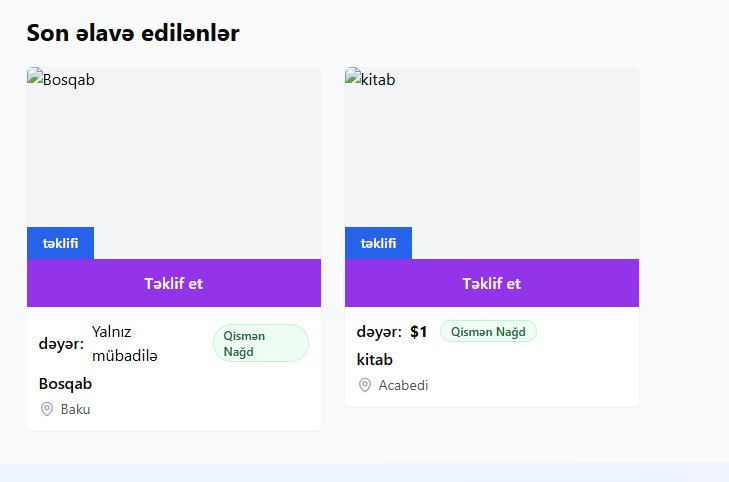 Son əlavə edilənlər
Bosqab
təklifi
Təklif et
dəyər: Yalnız mübadilə
Qismən Nağd
Bosqab
Baku
kitab
təklifi
Təklif et
dəyər: $1 Qismən Nağd
kitab
Acabedi